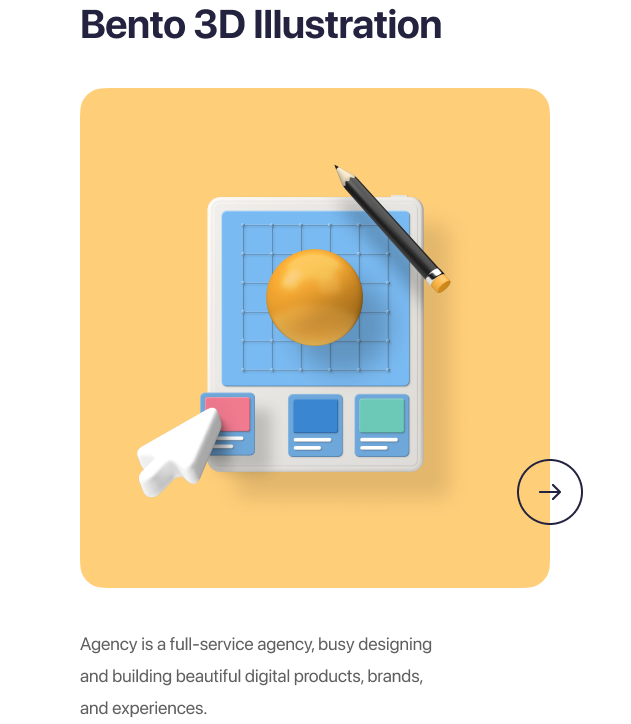 Bento 3D Illustration
Agency is a full-service agency, busy designing
and building beautiful digital products, brands,
and experiences.